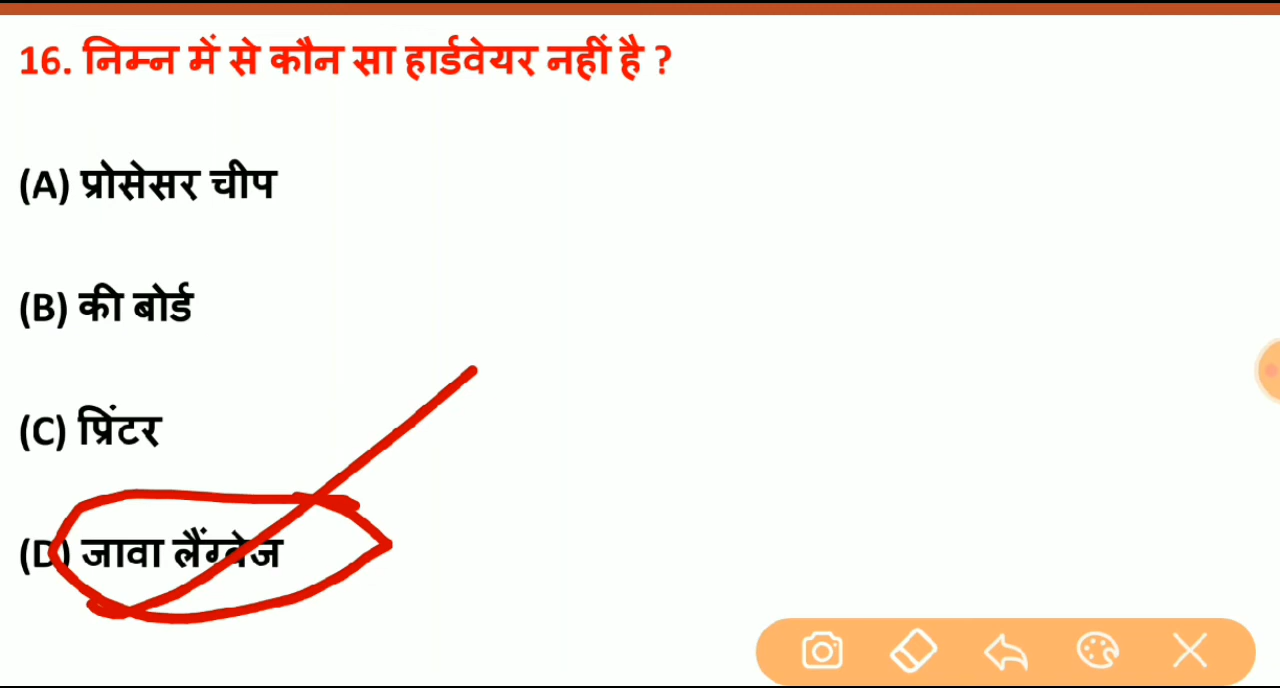 16. निम्न में से कौन सा हार्डवेयर नहीं है ?
(A) प्रोसेसर चीप
(B) की बोर्ड
(C) प्रिंटर
(D) जावा लैंग्वेज